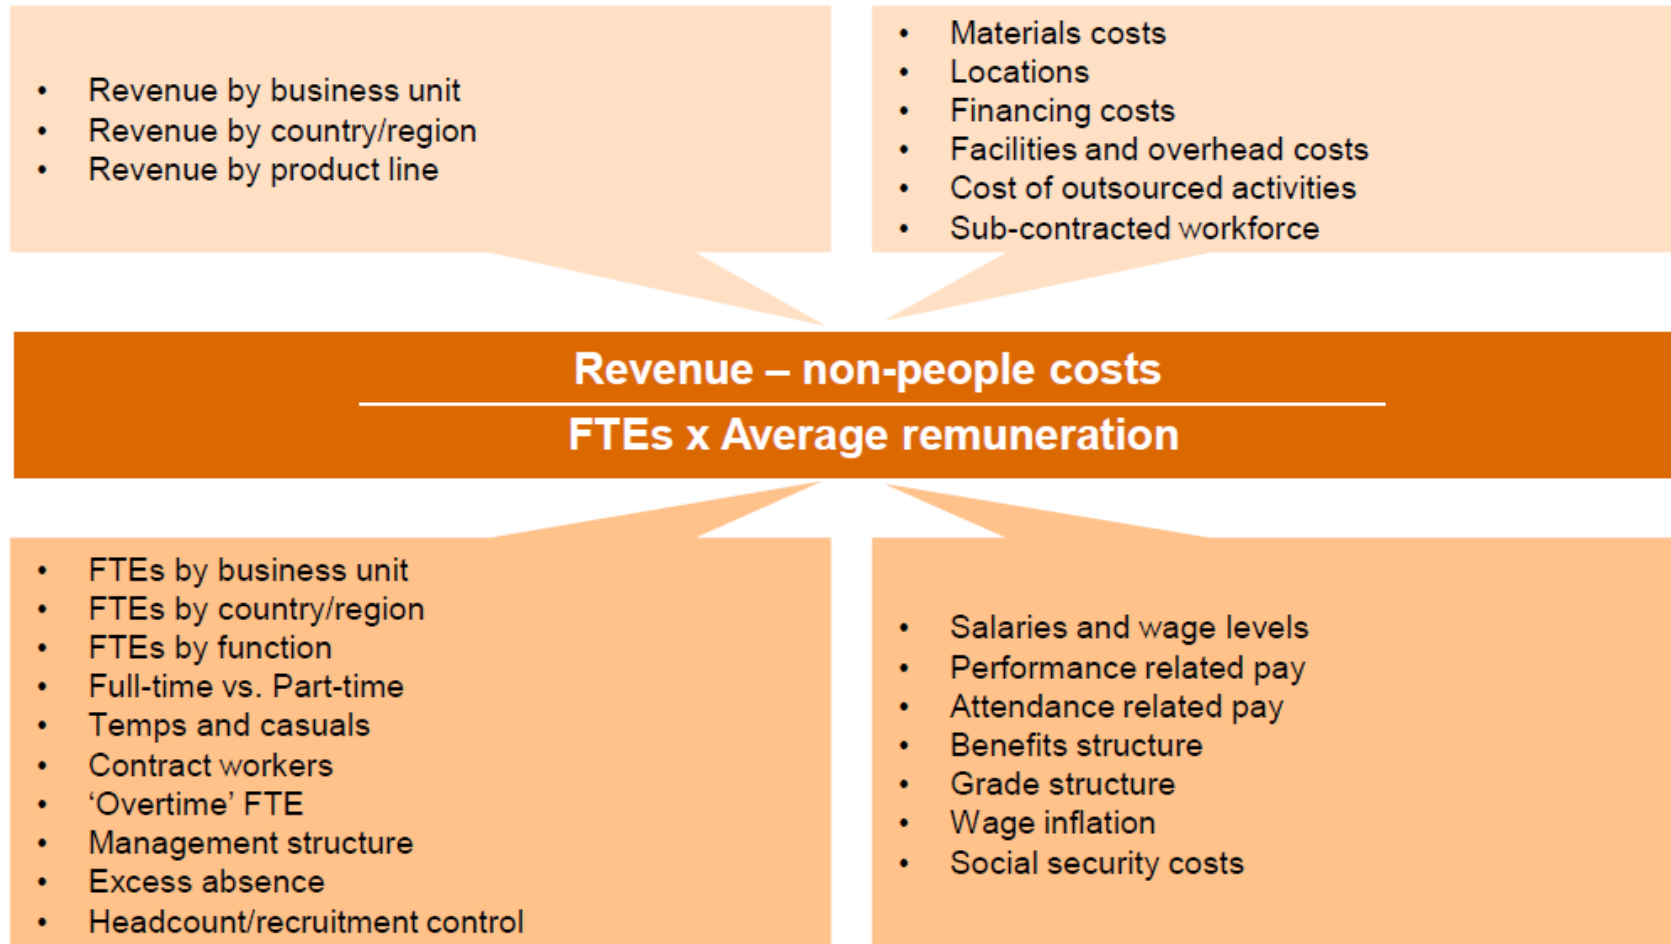 • Revenue by business unit
• Revenue by country/region
• Revenue by product line
• Materials costs
• Locations
• Financing costs
• Facilities and overhead costs
• Cost of outsourced activities
• Sub-contracted workforce
Revenue – non-people costs
FTEs x Average remuneration
• FTEs by business unit
• FTEs by country/region
• FTEs by function
• Full-time vs. Part-time
• Temps and casuals
• Contract workers
• ‘Overtime’ FTE
• Management structure
• Excess absence
• Headcount/recruitment control
• Salaries and wage levels
• Performance related pay
• Attendance related pay
• Benefits structure
• Grade structure
• Wage inflation
• Social security costs